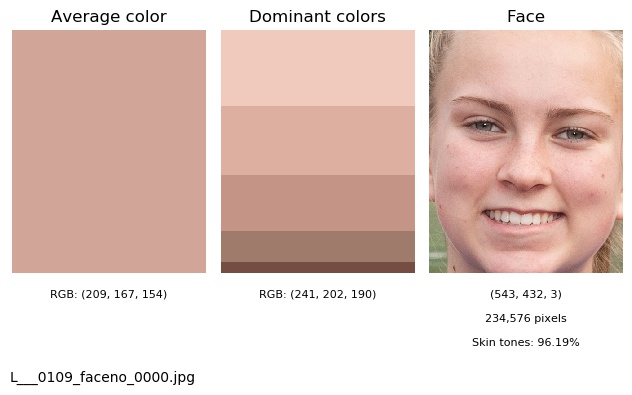 Average color
Dominant colors
Face
RGB: (209, 167, 154)
RGB: (241, 202, 190)
(543, 432, 3)
234,576 pixels
Skin tones: 96.19%
L___0109_faceno_0000.jpg